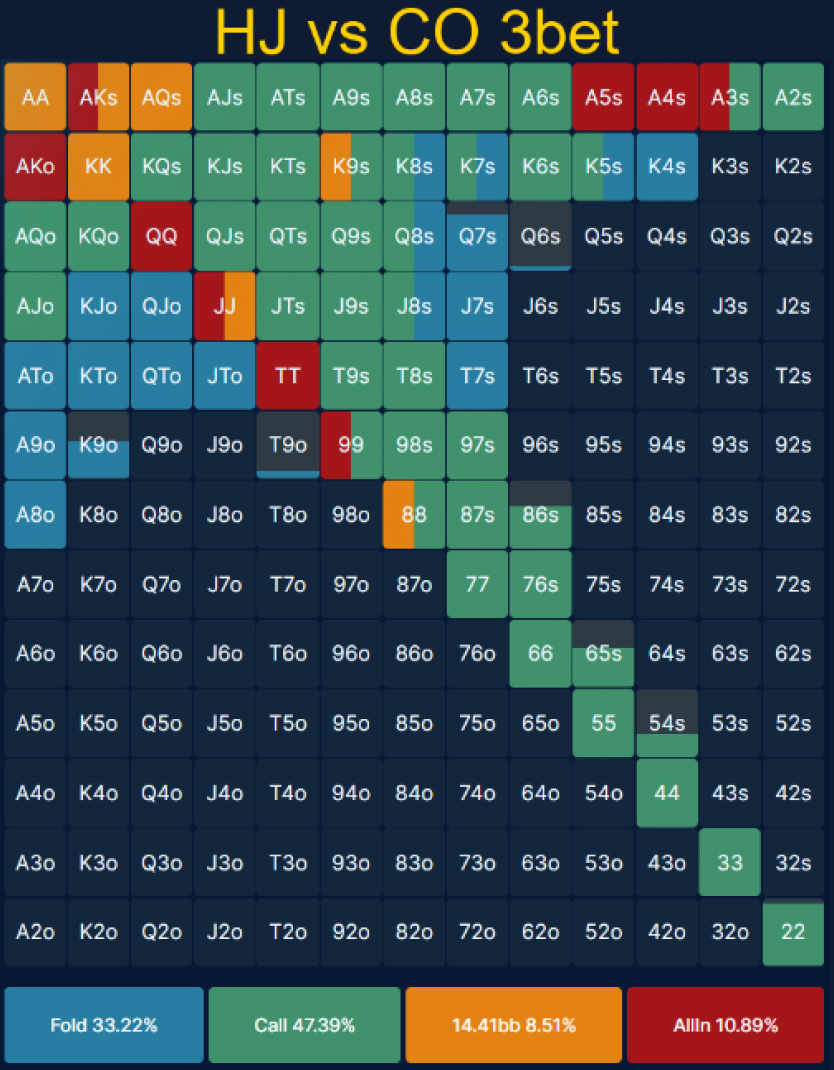 HJ vs CO 3bet
AA AKs AQs AJs ATs A9s A8s A7s A6s A5s A4s A3s A2s
AKo KK KQs KJs KTs K9s K8s K7s K6s K5s K4s K3s K2s
AQo KQo QQ QJs QTs Q9s Q8s Q7s Q6s Q5s Q4s Q3s Q2s
AJo KJo QJo JJ JTs J9s J8s J7s J6s J5s J4s J3s J2s
ATo KTo QTo JTo TT T9s T8s T7s T6s T5s T4s T3s T2s
A9o K9o Q9o J9o T9o 99 98s 97s 96s 95s 94s 93s 92s
A8o K8o Q8o J8o T8o 98o 88 87s 86s 85s 84s 83s 82s
A7o K7o Q7o J7o T7o 97o 87o 77 76s 75s 74s 73s 72s
A6o K6o Q6o J6o T6o 96o 86o 76o 66 65s 64s 63s 62s
A5o K5o Q5o J5o T5o 95o 85o 75o 65o 55 54s 53s 52s
A4o K4o Q4o J4o T4o 94o 84o 74o 64o 54o 44 43s 42s
A3o K3o Q3o J3o T3o 93o 83o 73o 63o 53o 43o 33 32s
A2o K2o Q2o J2o T2o 92o 82o 72o 62o 52o 42o 32o 22
Fold 33.22% Call 47.39% 14.41bb 8.51% AllIn 10.89%